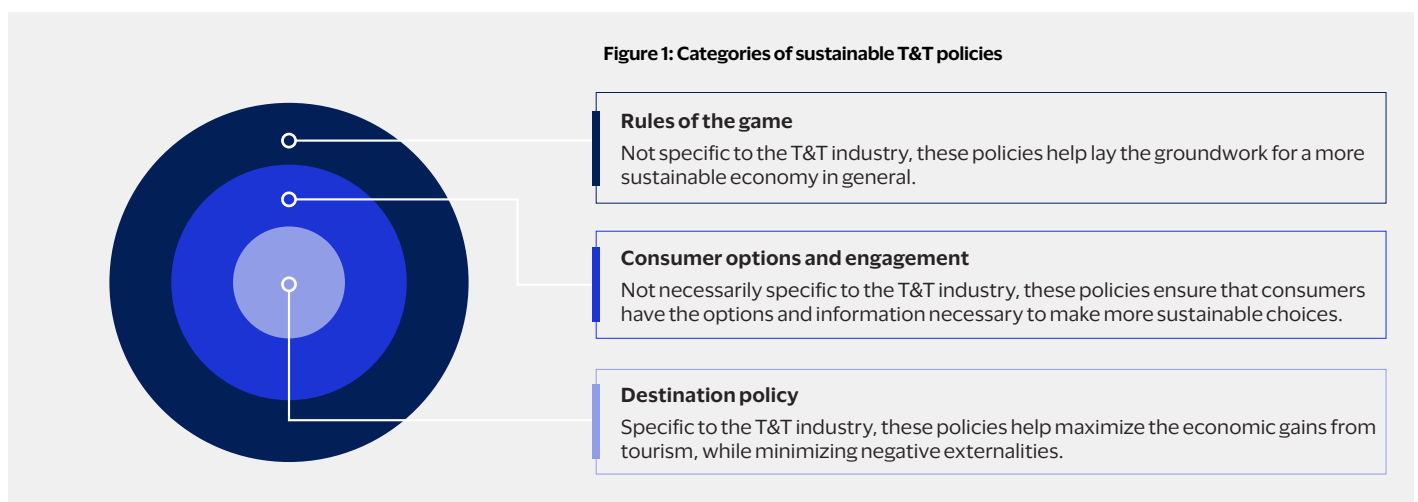 Figure 1: Categories of sustainable T&T policies
Rules of the game
Not specific to the T&T industry, these policies help lay the groundwork for a more
sustainable economy in general.
Consumer options and engagement
Not necessarily specific to the T&T industry, these policies ensure that consumers
have the options and information necessary to make more sustainable choices.
Destination policy
Specific to the T&T industry, these policies help maximize the economic gains from
tourism, while minimizing negative externalities.